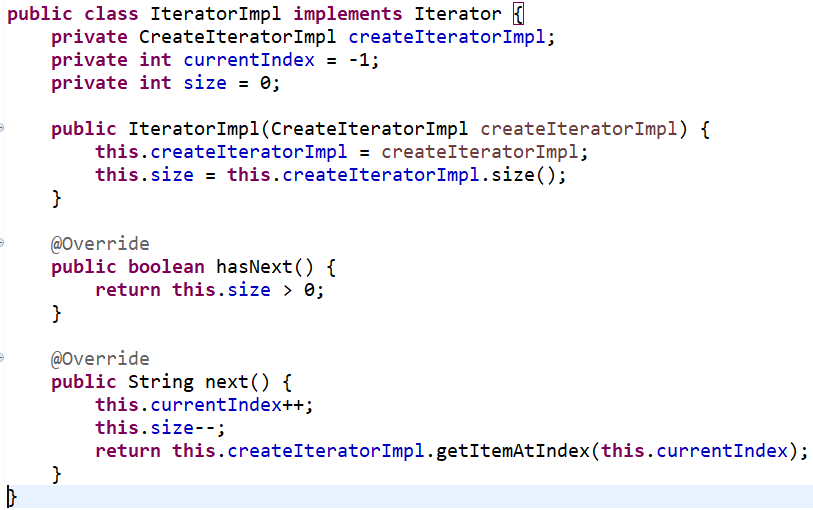 public class IteratorImpl implements Iterator {
    private CreateIteratorImpl createIteratorImpl;
    private int currentIndex = -1;
    private int size = 0;

    public IteratorImpl(CreateIteratorImpl createIteratorImpl) {
        this.createIteratorImpl = createIteratorImpl;
        this.size = this.createIteratorImpl.size();
    }

    @Override
    public boolean hasNext() {
        return this.size > 0;
    }

    @Override
    public String next() {
        this.currentIndex++;
        this.size--;
        return this.createIteratorImpl.getItemAtIndex(this.currentIndex);
    }
}